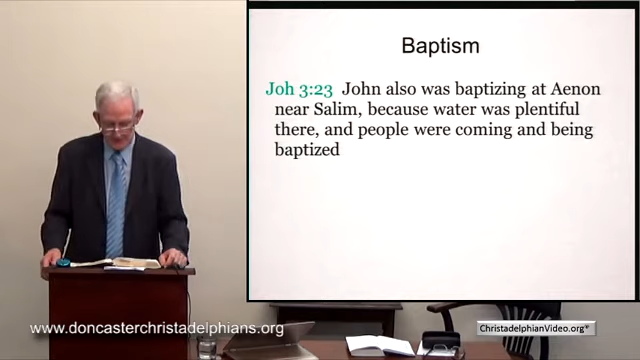 Baptism
Joh 3:23 John also was baptizing at Aenon
near Salim, because water was plentiful
there, and people were coming and being
baptized
www.doncasterchristadelphians.org
ChristadelphianVideo.org®